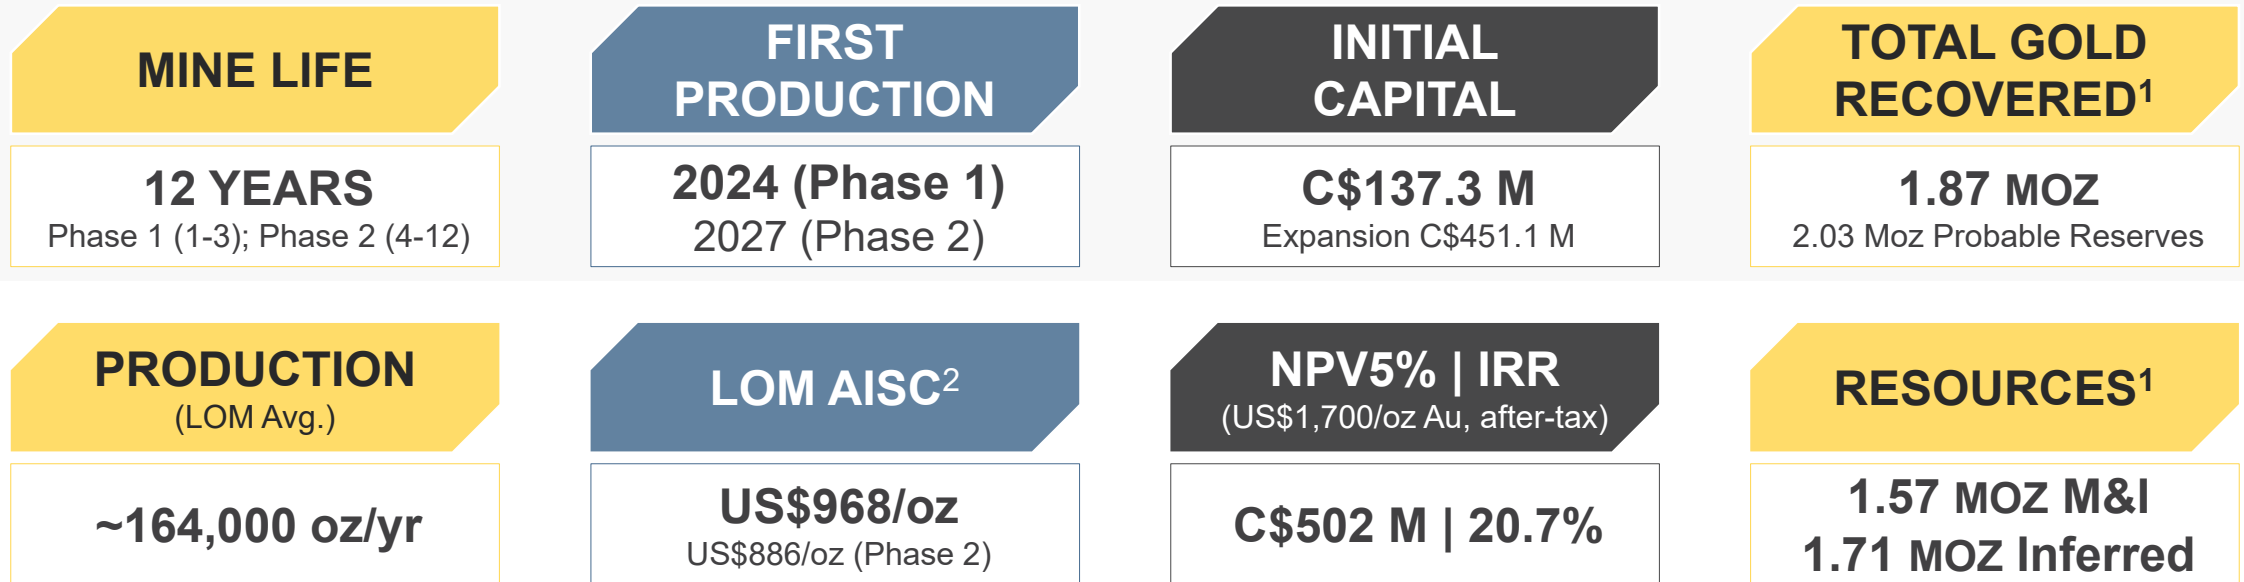 MINE LIFE
12 YEARS
Phase 1 (1-3); Phase 2 (4-12)
FIRST
PRODUCTION
2024 (Phase 1)
2027 (Phase 2)
INITIAL
CAPITAL
C$137.3 M
Expansion C$451.1 M
TOTAL GOLD
RECOVERED¹
1.87 MOZ
2.03 Moz Probable Reserves
PRODUCTION
(LOM Avg.)
~164,000 oz/yr
LOM AISC²
US$968/oz
US$886/oz (Phase 2)
NPV5% | IRR
(US$1,700/oz Au, after-tax)
C$502 M | 20.7%
RESOURCES¹
1.57 MOZ M&I
1.71 MOZ Inferred